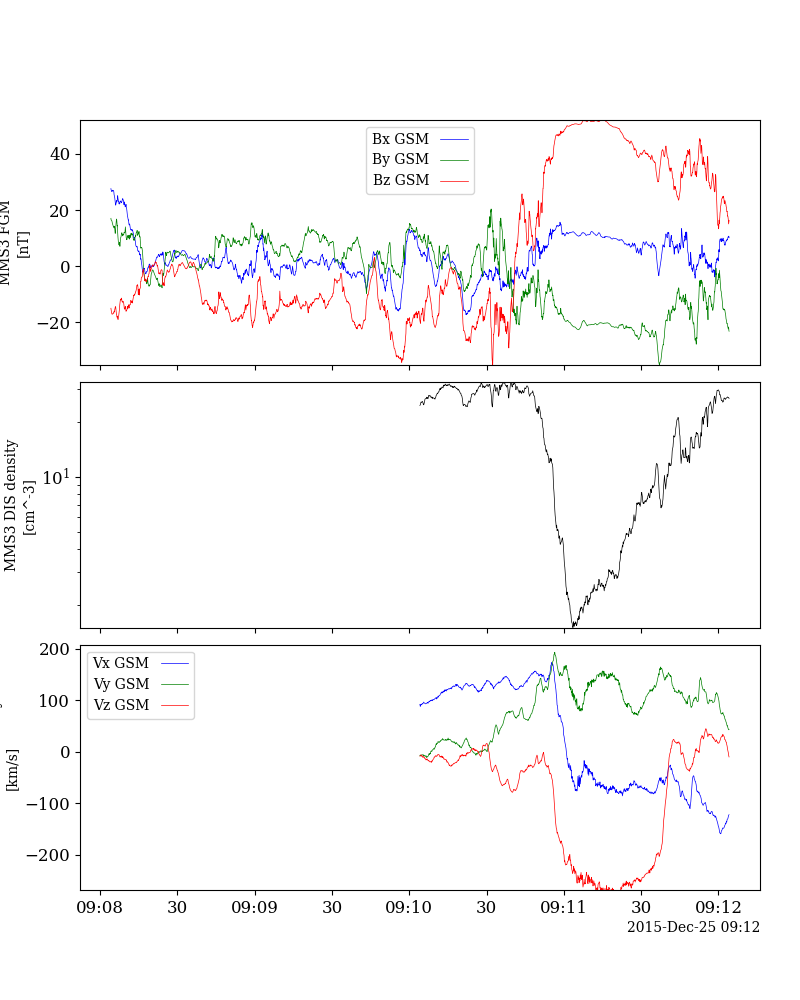 MMS3 FGM
[nT]
40
20
0
−20
Bx GSM
By GSM
Bz GSM
MMS3 DIS density
[cm^-3]
10^1
[km/s]
200
100
0
−100
−200
Vx GSM
Vy GSM
Vz GSM
09:08
30
09:09
30
09:10
30
09:11
30
09:12
2015-Dec-25 09:12